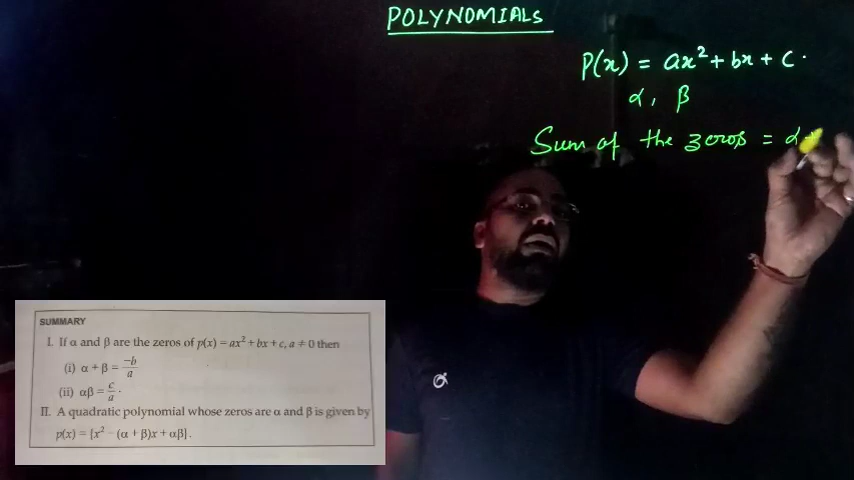 POLYNOMIALS
P(x) = ax² + bx + c.
α, β
Sum of the zeros = α +
SUMMARY
I. If α and β are the zeros of p(x) = ax² + bx + c, a ≠ 0 then
(i) α + β = -b/a
(ii) αβ = c/a.
II. A quadratic polynomial whose zeros are α and β is given by
p(x) = {x² - (α + β)x + αβ}.